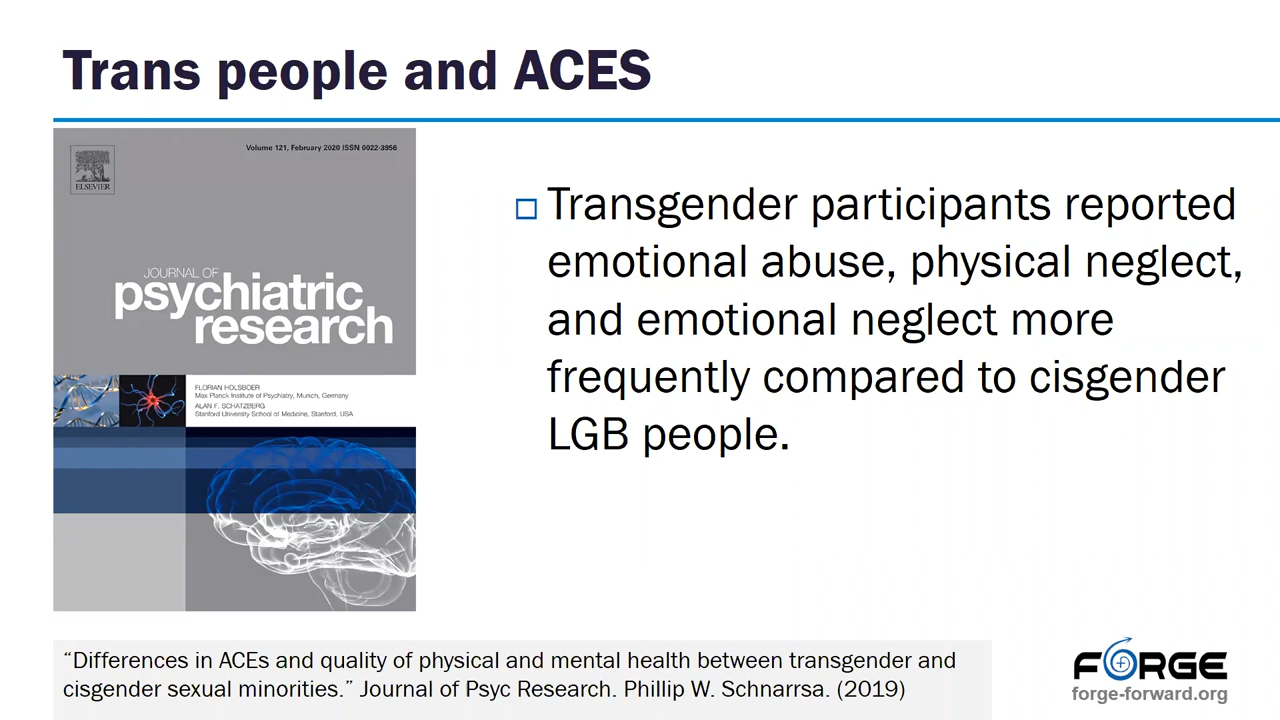 Trans people and ACES
Volume 121, February 2020 ISSN 0022-3956
ELSEVIER
JOURNAL OF
psychiatric
research
FLORIAN HOLSBOER
Max Planck Institute of Psychiatry, Munich, Germany
ALAN F. SCHATZBERG
Stanford University School of Medicine, Stanford, USA
Transgender participants reported
emotional abuse, physical neglect,
and emotional neglect more
frequently compared to cisgender
LGB people.
“Differences in ACEs and quality of physical and mental health between transgender and
cisgender sexual minorities.” Journal of Psyc Research. Phillip W. Schnarrsa. (2019)
FORGE
forge-forward.org